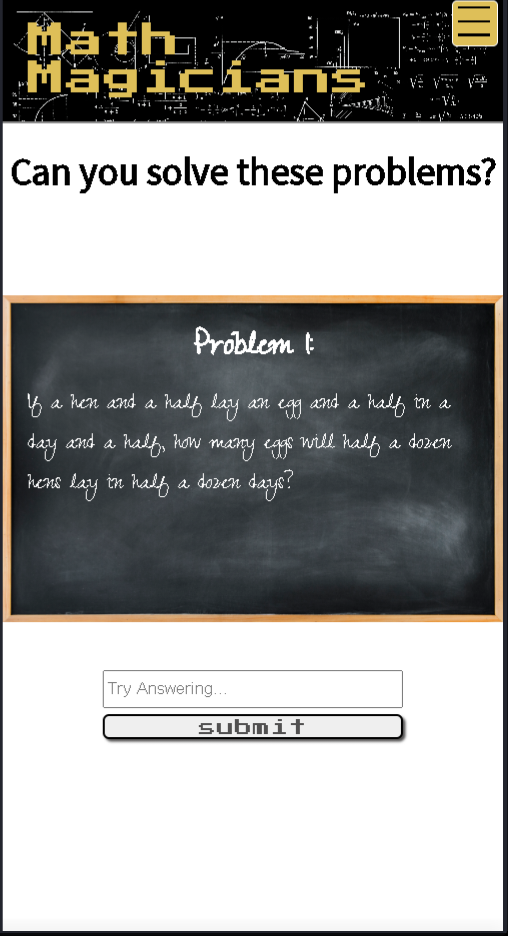 Math
Magicians
Can you solve these problems?
Problem 1:
If a hen and a half lay an egg and a half in a
day and a half, how many eggs will half a dozen
hens lay in half a dozen days?
Try Answering...
submit